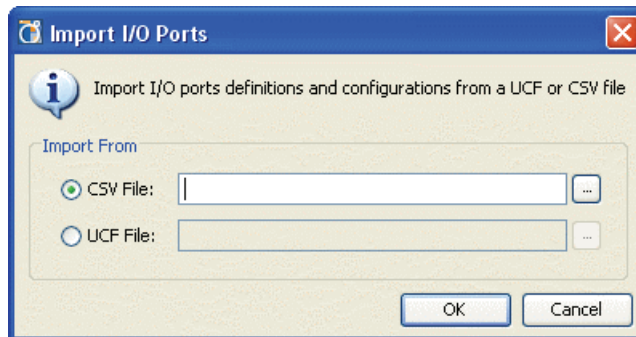 Import I/O Ports
Import I/O ports definitions and configurations from a UCF or CSV file
Import From
CSV File:
...
UCF File:
...
OK Cancel